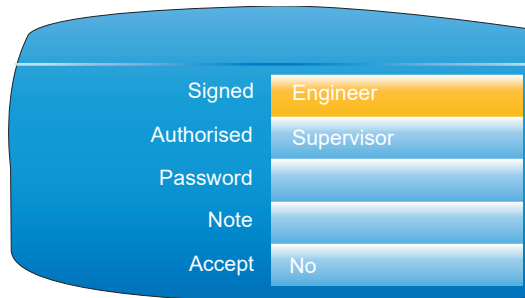 Signed Engineer
Authorised Supervisor
Password
Note
Accept No